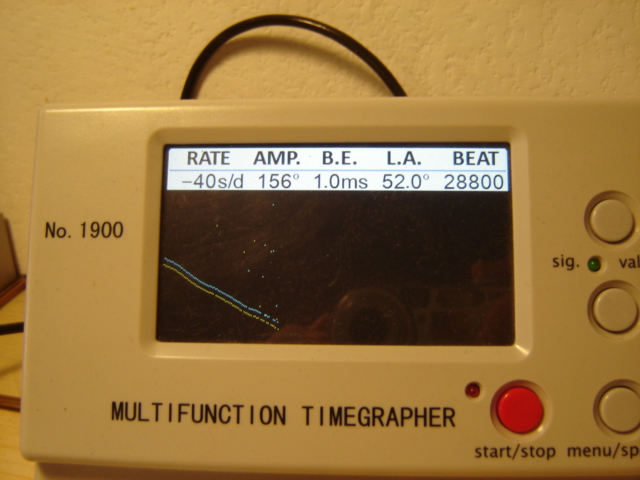 RATE AMP. B.E. L.A. BEAT
-40s/d 156° 1.0ms 52.0° 28800
No. 1900
sig.
MULTIFUNCTION TIMEGRAPHER
start/stop